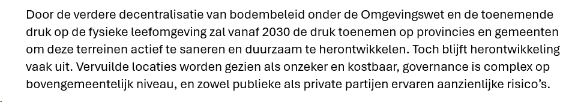 Door de verdere decentralisatie van bodembeleid onder de Omgevingswet en de toenemende
druk op de fysieke leefomgeving zal vanaf 2030 de druk toenemen op provincies en gemeenten
om deze terreinen actief te saneren en duurzaam te herontwikkelen. Toch blijft herontwikkeling
vaak uit. Vervuilde locaties worden gezien als onzeker en kostbaar, governance is complex op
bovengemeentelijk niveau, en zowel publieke als private partijen ervaren aanzienlijke risico's.